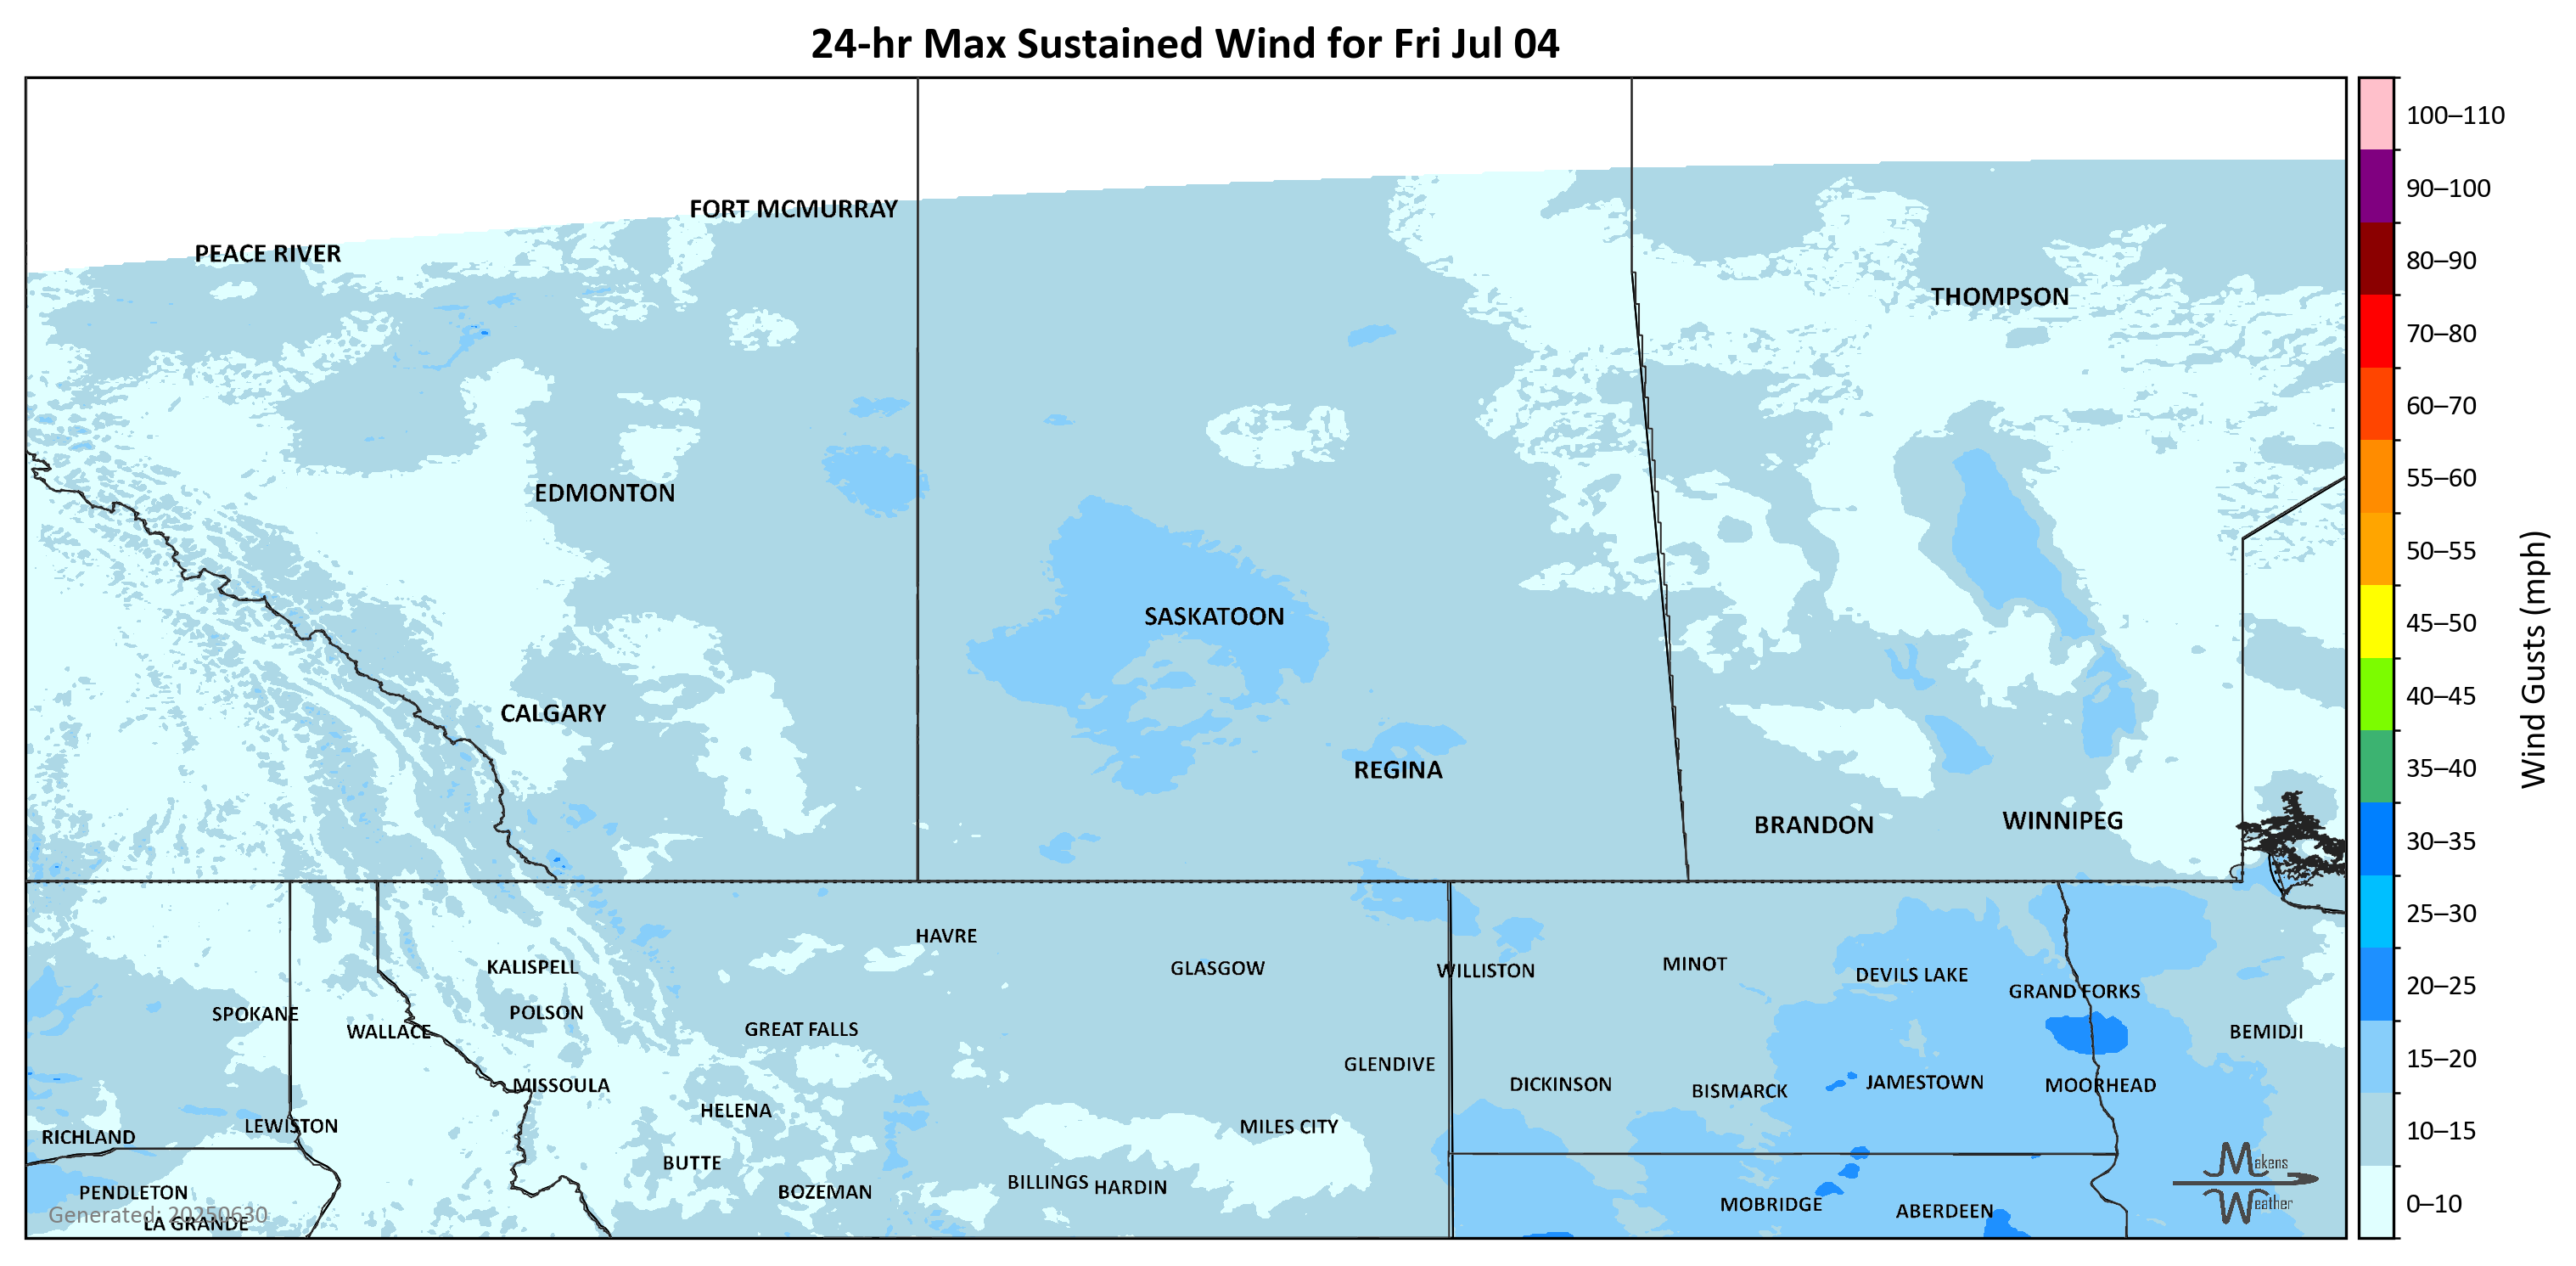 24-hr Max Sustained Wind for Fri Jul 04
100–110
90–100
80–90
70–80
60–70
55–60
50–55
45–50
40–45
35–40
30–35
25–30
20–25
15–20
10–15
0–10
Wind Gusts (mph)
FORT MCMURRAY
PEACE RIVER
THOMPSON
EDMONTON
SASKATOON
CALGARY
REGINA
BRANDON
WINNIPEG
HAVRE
KALISPELL
GLASGOW
WILLISTON
MINOT
DEVILS LAKE
GRAND FORKS
SPOKANE
POLSON
WALLACE
GREAT FALLS
BEMIDJI
GLENDIVE
MISSOULA
DICKINSON
BISMARCK
JAMESTOWN
MOORHEAD
HELENA
LEWISTON
MILES CITY
RICHLAND
BUTTE
BILLINGS
HARDIN
BOZEMAN
PENDLETON
MOBRIDGE
ABERDEEN
Generated: 20250630
LA GRANDE
Makens
Weather